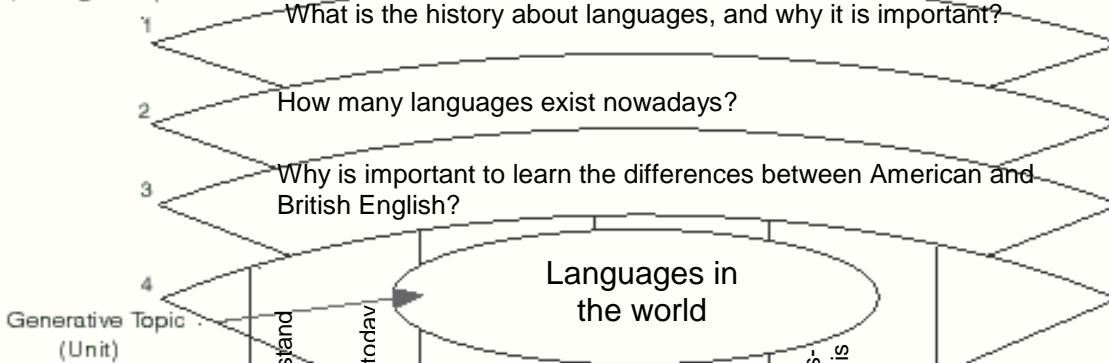 1
What is the history about languages, and why it is important?
2
How many languages exist nowadays?
3
Why is important to learn the differences between American and
British English?
4
Languages in
the world
Generative Topic
(Unit)
today
is